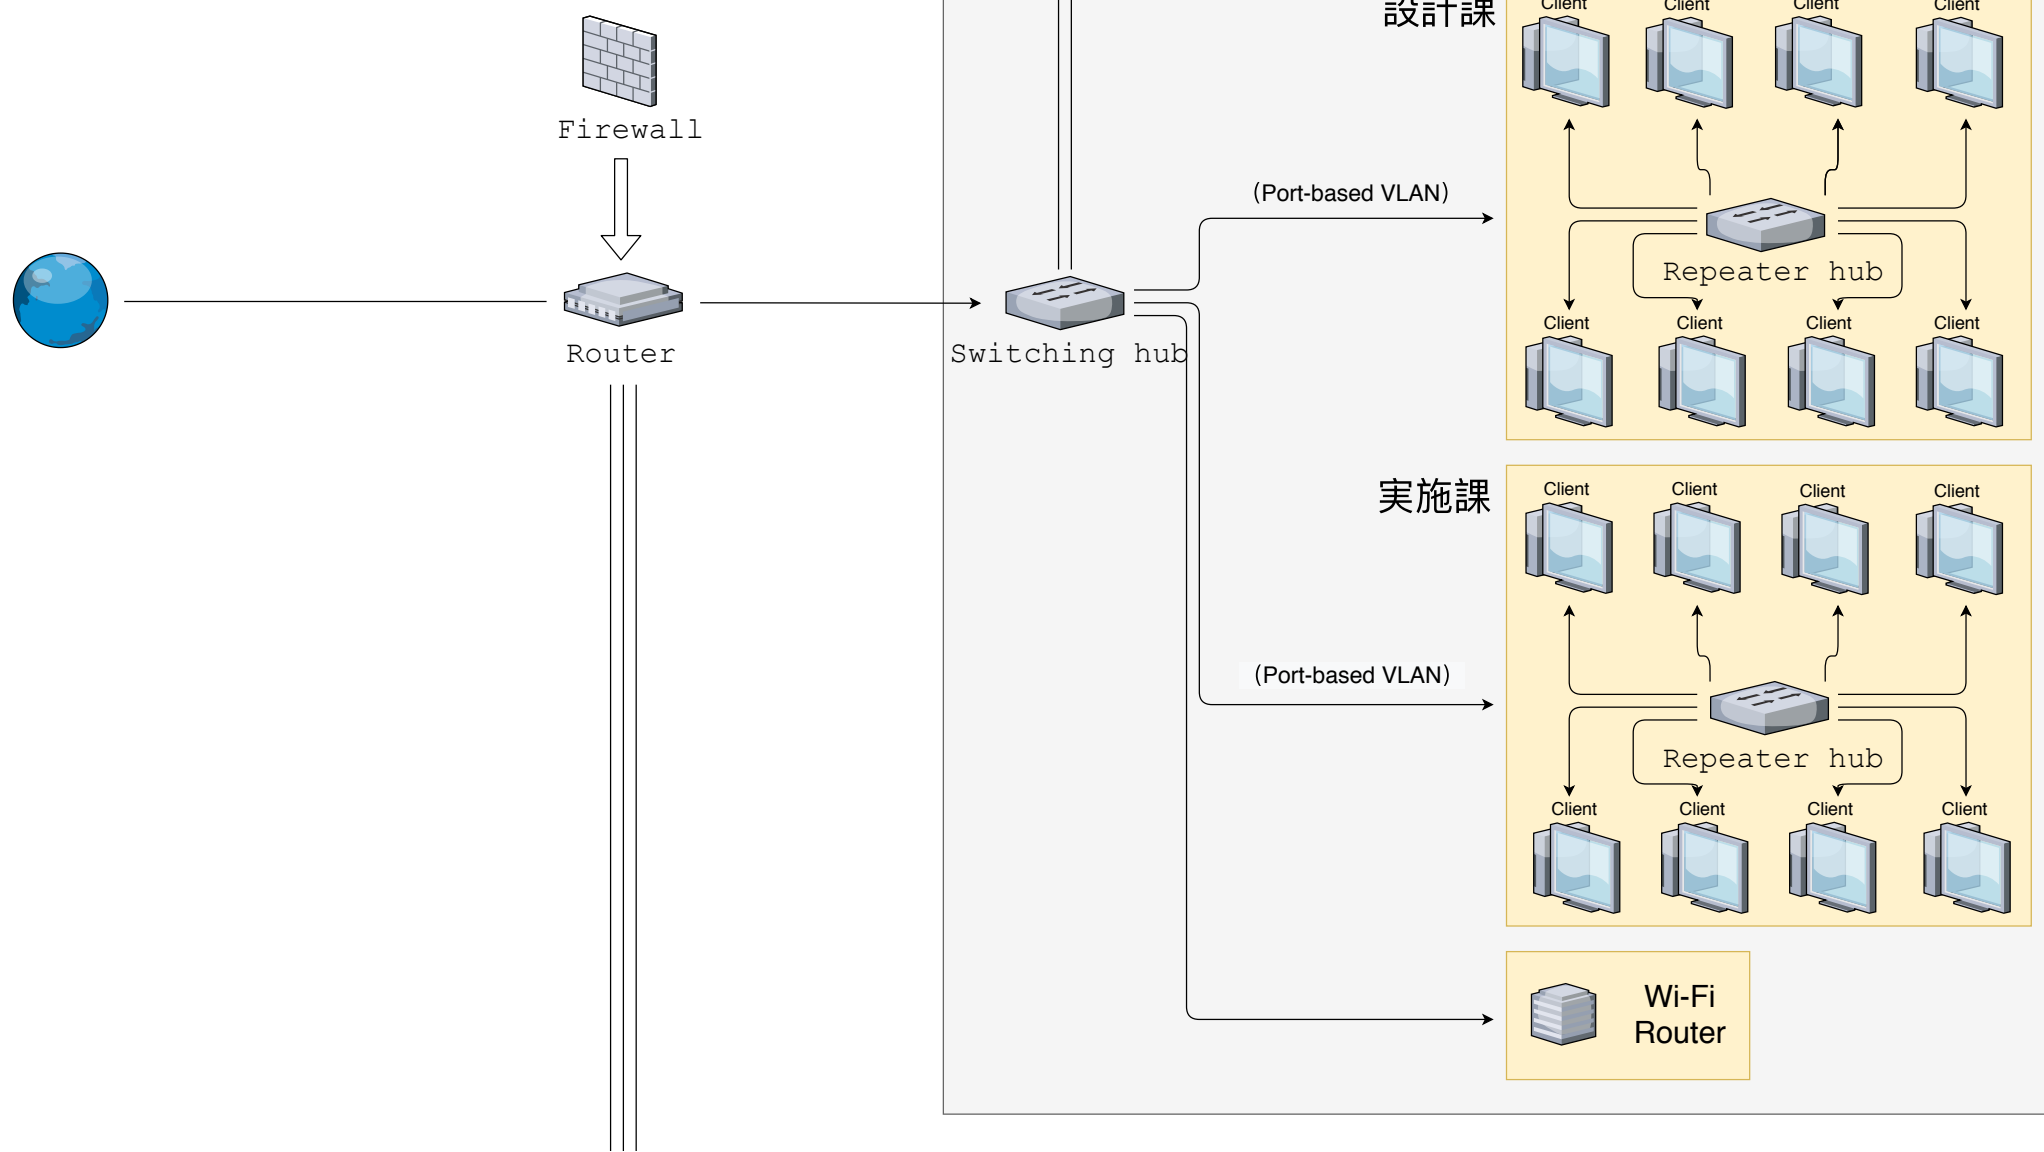 設計課
Client
Client
Client
Client
Firewall
(Port-based VLAN)
Repeater hub
Router
Switching hub
Client
Client
Client
Client
実施課
Client
Client
Client
Client
(Port-based VLAN)
Repeater hub
Client
Client
Client
Client
Wi-Fi
Router